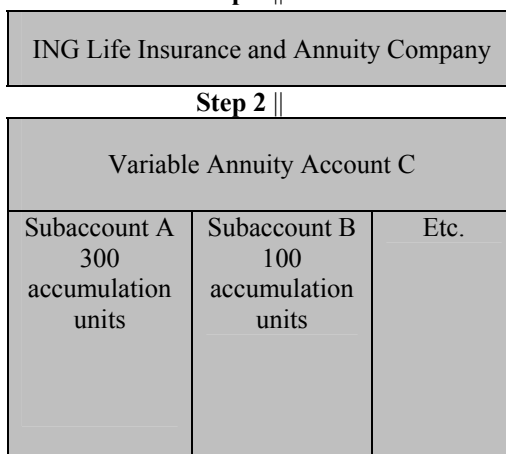 ING Life Insurance and Annuity Company
Step 2 ||
Variable Annuity Account C
Subaccount A
300
accumulation
units
Subaccount B
100
accumulation
units
Etc.